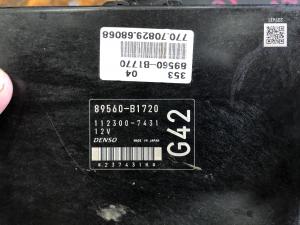 770.70829.68068
89560-B1770
353
04
89560-B1720
112300-7431
12V
DENSO MADE IN JAPAN
G42